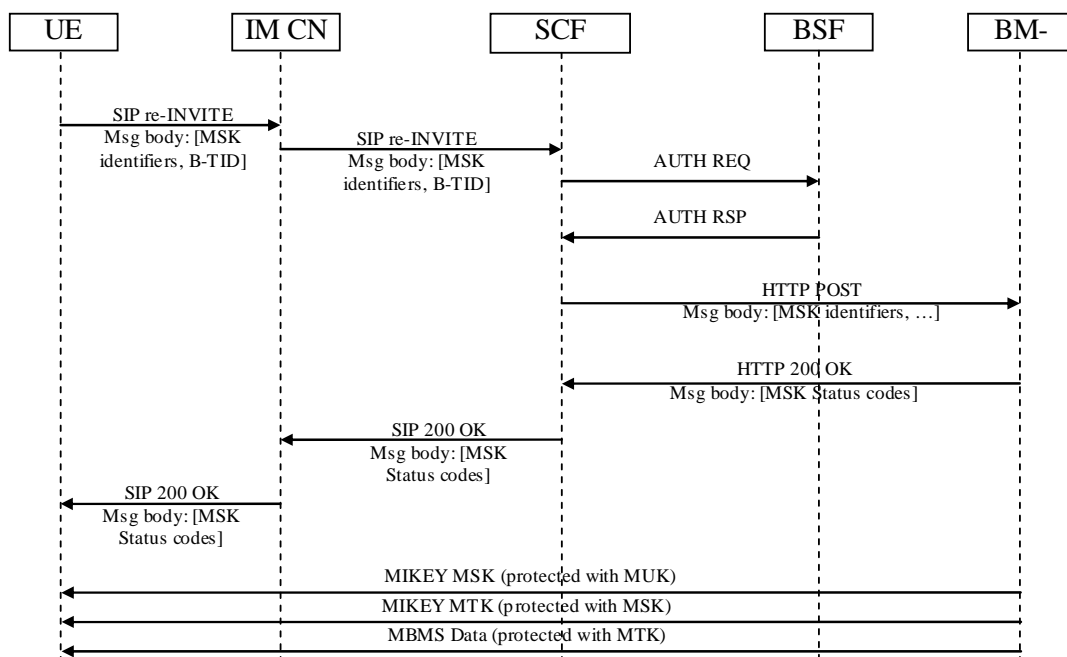 UE IM CN SCF BSF BM-
SIP re-INVITE
Msg body: [MSK
identifiers, B-TID]
SIP re-INVITE
Msg body: [MSK
identifiers, B-TID]
AUTH REQ
AUTH RSP
HTTP POST
Msg body: [MSK identifiers, …]
HTTP 200 OK
Msg body: [MSK Status codes]
SIP 200 OK
Msg body: [MSK
Status codes]
SIP 200 OK
Msg body: [MSK
Status codes]
MIKEY MSK (protected with MUK)
MIKEY MTK (protected with MSK)
MBMS Data (protected with MTK)